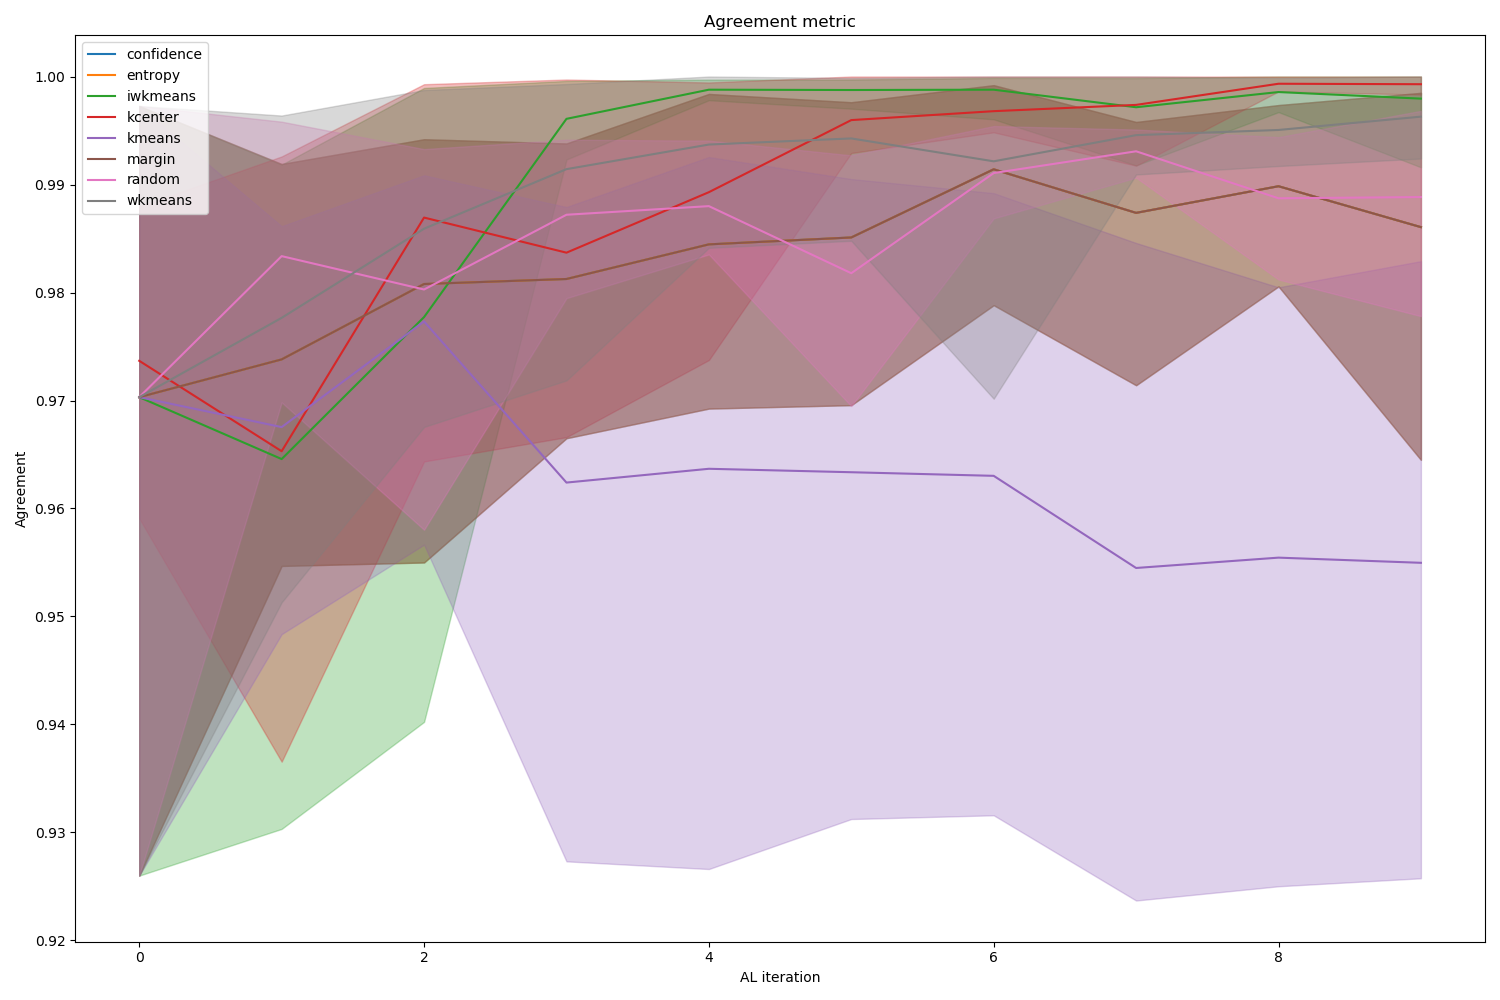 Agreement metric
confidence
entropy
iwkmeans
kcenter
kmeans
margin
random
wkmeans
1.00
0.99
0.98
0.97
0.96
0.95
0.94
0.93
0.92
Agreement
0 2 4 6 8
AL iteration